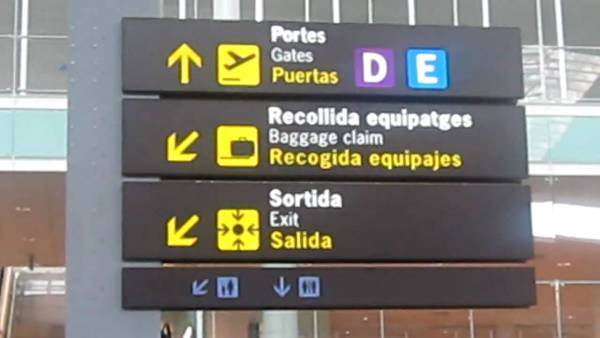 Portes
Gates
Puertas
D E
Recollida equipatges
Baggage claim
Recogida equipajes
Sortida
Exit
Salida